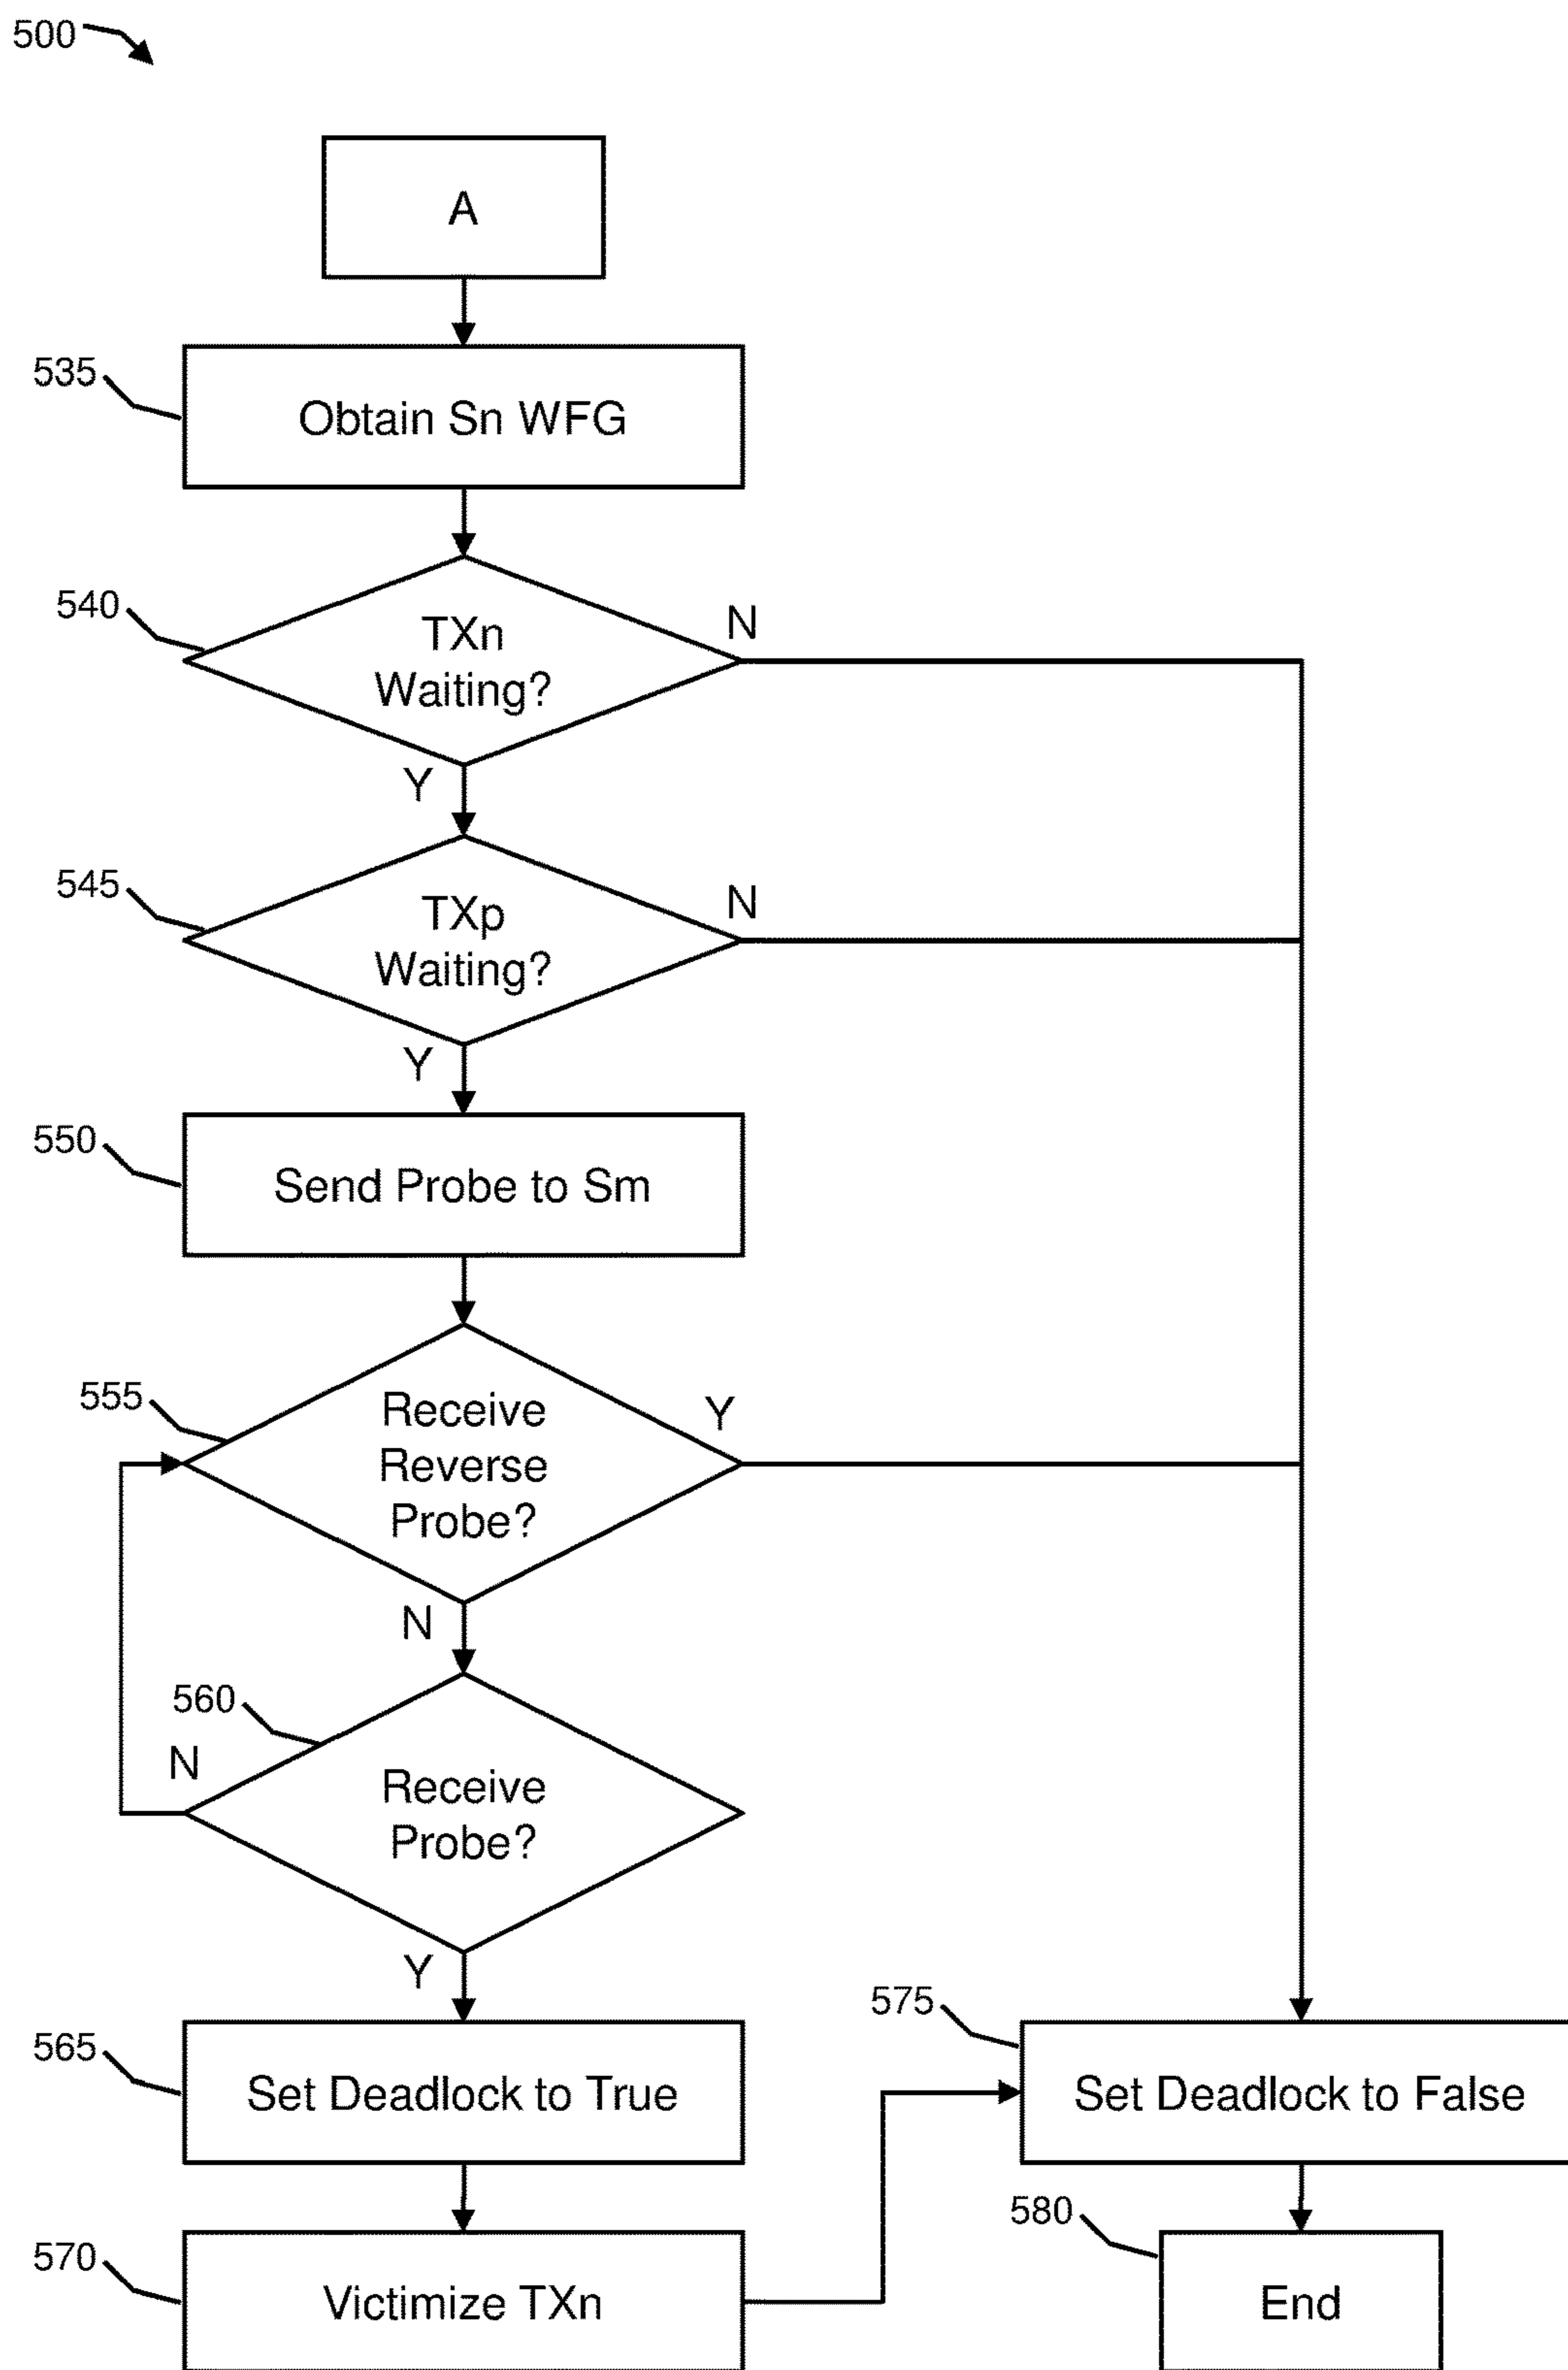 500
A
535
Obtain Sn WFG
540
TXn
Waiting?
N
Y
545
TXp
Waiting?
N
Y
550
Send Probe to Sm
555
Receive
Reverse
Probe?
Y
N
560
N
Receive
Probe?
Y
565
Set Deadlock to True
575
Set Deadlock to False
570
Victimize TXn
580
End